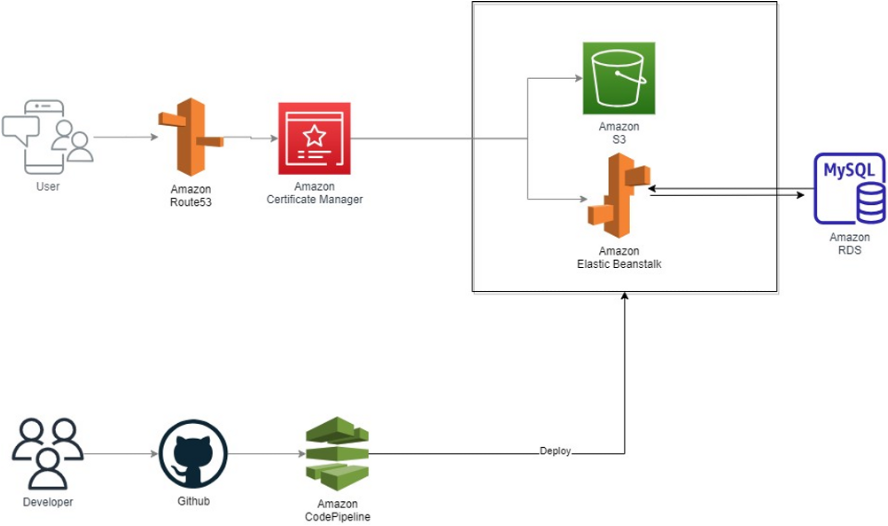 Amazon
S3
User
Amazon
Route53
Amazon
Certificate Manager
MySQL
Amazon
Elastic Beanstalk
Amazon
RDS
Deploy
Developer
Github
Amazon
CodePipeline